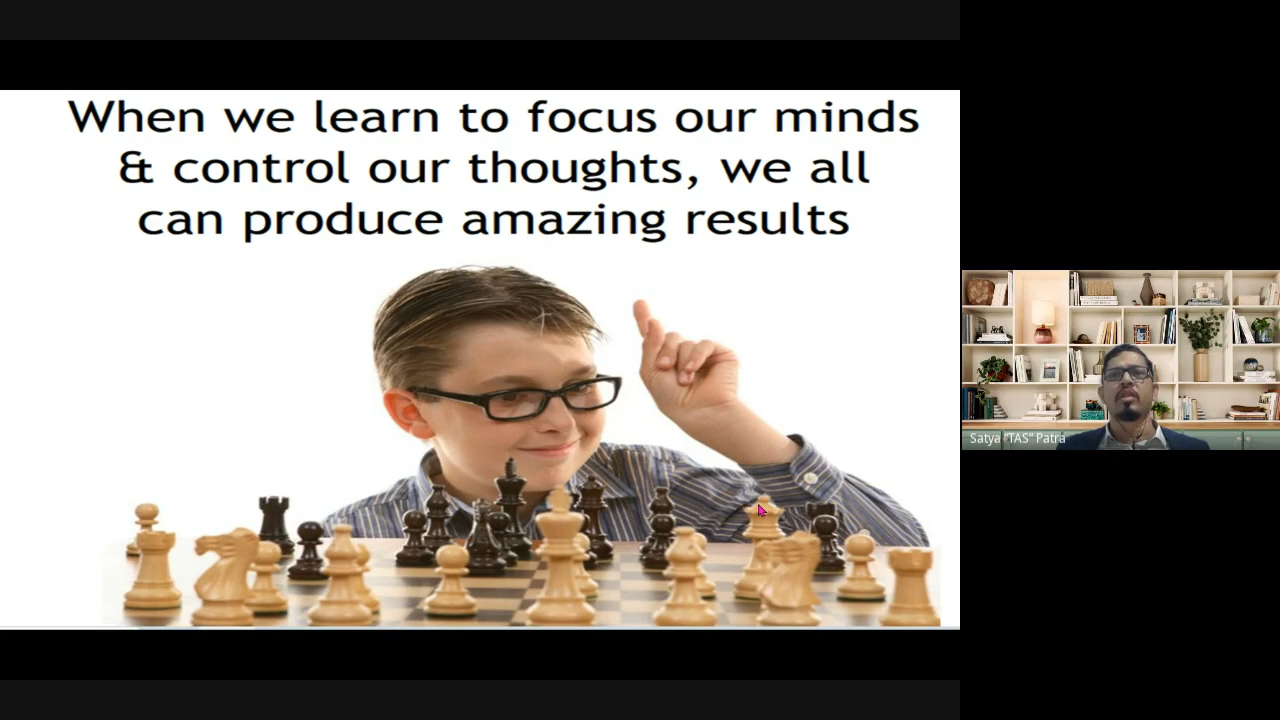 When we learn to focus our minds
& control our thoughts, we all
can produce amazing results
Satya "TAS" Patra